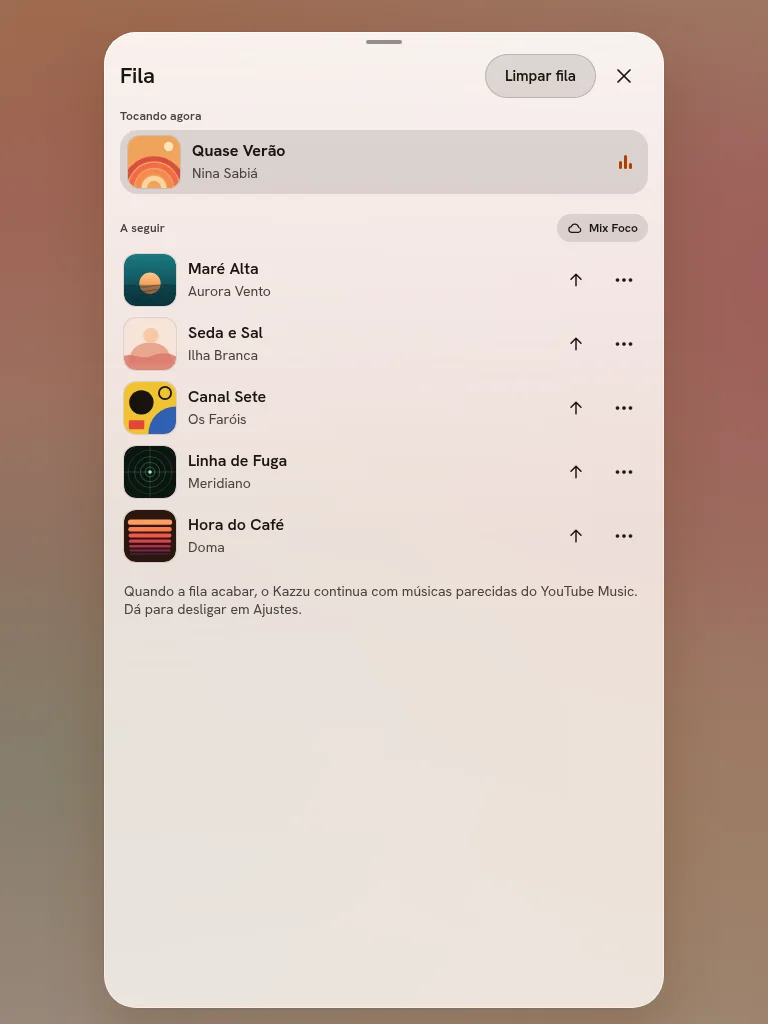 Fila
Limpar fila
Tocando agora
Quase Verão
Nina Sabiá
A seguir
Mix Foco
Maré Alta
Aurora Vento
Seda e Sal
Ilha Branca
Canal Sete
Os Faróis
Linha de Fuga
Meridiano
Hora do Café
Doma
Quando a fila acabar, o Kazzu continua com músicas parecidas do YouTube Music.
Dá para desligar em Ajustes.